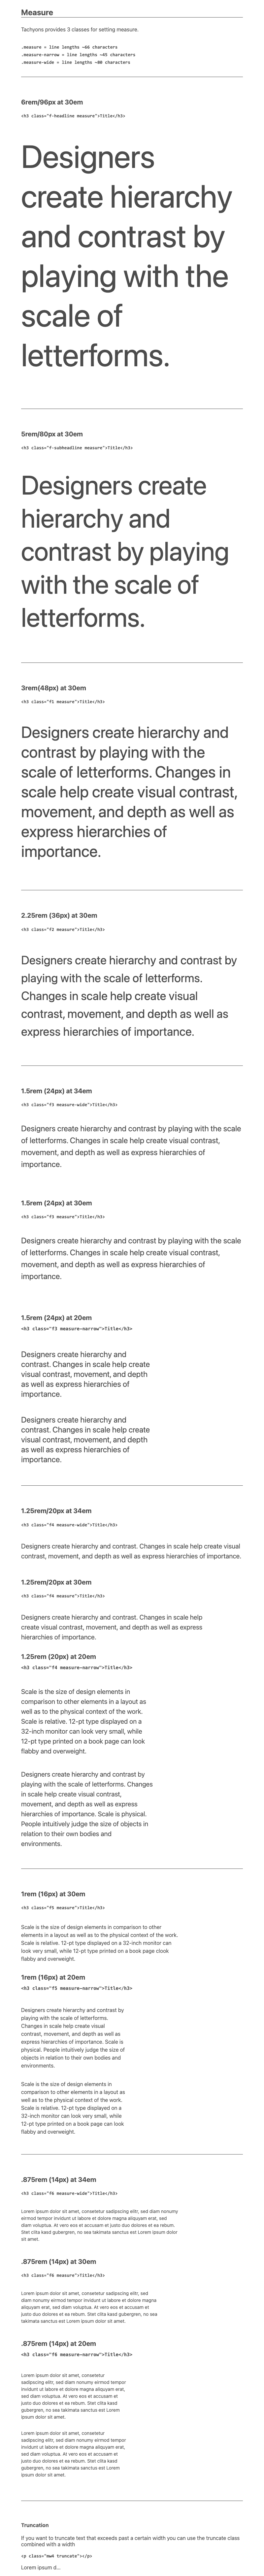 Measure
Tachyons provides 3 classes for setting measure.
.measure = line lengths ~66 characters
.measure-narrow = line lengths ~45 characters
.measure-wide = line lengths ~80 characters
6rem/96px at 30em
<h3 class="f-headline measure">Title</h3>
Designers
create hierarchy
and contrast by
playing with the
scale of
letterforms.
5rem/80px at 30em
<h3 class="f-subheadline measure">Title</h3>
Designers create
hierarchy and
contrast by playing
with the scale of
letterforms.
3rem(48px) at 30em
<h3 class="f1 measure">Title</h3>
Designers create hierarchy and
contrast by playing with the
scale of letterforms. Changes in
scale help create visual contrast,
movement, and depth as well as
express hierarchies of
importance.
2.25rem (36px) at 30em
<h3 class="f2 measure">Title</h3>
Designers create hierarchy and contrast by
playing with the scale of letterforms.
Changes in scale help create visual
contrast, movement, and depth as well as
express hierarchies of importance.
1.5rem (24px) at 34em
<h3 class="f3 measure-wide">Title</h3>
Designers create hierarchy and contrast by playing with the scale
of letterforms. Changes in scale help create visual contrast,
movement, and depth as well as express hierarchies of
importance.
1.5rem (24px) at 30em
<h3 class="f3 measure">Title</h3>
Designers create hierarchy and contrast by playing with the scale
of letterforms. Changes in scale help create visual contrast,
movement, and depth as well as express hierarchies of
importance.
1.5rem (24px) at 20em
<h3 class="f3 measure-narrow">Title</h3>
Designers create hierarchy and
contrast. Changes in scale help create
visual contrast, movement, and depth
as well as express hierarchies of
importance.
Designers create hierarchy and
contrast. Changes in scale help create
visual contrast, movement, and depth
as well as express hierarchies of
importance.
1.25rem/20px at 34em
<h3 class="f4 measure-wide">Title</h3>
Designers create hierarchy and contrast. Changes in scale help create visual
contrast, movement, and depth as well as express hierarchies of importance.
1.25rem/20px at 30em
<h3 class="f4 measure">Title</h3>
Designers create hierarchy and contrast. Changes in scale help
create visual contrast, movement, and depth as well as express
hierarchies of importance.
1.25rem (20px) at 20em
<h3 class="f4 measure-narrow">Title</h3>
Scale is the size of design elements in
comparison to other elements in a layout as
well as to the physical context of the work.
Scale is relative. 12-pt type displayed on a
32-inch monitor can look very small, while
12-pt type printed on a book page can look
flabby and overweight.
Designers create hierarchy and contrast by
playing with the scale of letterforms. Changes
in scale help create visual contrast,
movement, and depth as well as express
hierarchies of importance. Scale is physical.
People intuitively judge the size of objects in
relation to their own bodies and
environments.
1rem (16px) at 30em
<h3 class="f5 measure">Title</h3>
Scale is the size of design elements in comparison to other
elements in a layout as well as to the physical context of the work.
Scale is relative. 12-pt type displayed on a 32-inch monitor can
look very small, while 12-pt type printed on a book page clook
flabby and overweight.
1rem (16px) at 20em
<h3 class="f5 measure-narrow">Title</h3>
Designers create hierarchy and contrast by
playing with the scale of letterforms.
Changes in scale help create visual
contrast, movement, and depth as well as
express hierarchies of importance. Scale is
physical. People intuitively judge the size of
objects in relation to their own bodies and
environments.
Scale is the size of design elements in
comparison to other elements in a layout as
well as to the physical context of the work.
Scale is relative. 12-pt type displayed on a
32-inch monitor can look very small, while
12-pt type printed on a book page can look
flabby and overweight.
.875rem (14px) at 34em
<h3 class="f6 measure-wide">Title</h3>
Lorem ipsum dolor sit amet, consetetur sadipscing elitr, sed diam nonumy
eirmod tempor invidunt ut labore et dolore magna aliquyam erat, sed
diam voluptua. At vero eos et accusam et justo duo dolores et ea rebum.
Stet clita kasd gubergren, no sea takimata sanctus est Lorem ipsum dolor
sit amet.
.875rem (14px) at 30em
<h3 class="f6 measure">Title</h3>
Lorem ipsum dolor sit amet, consetetur sadipscing elitr, sed
diam nonumy eirmod tempor invidunt ut labore et dolore magna
aliquyam erat, sed diam voluptua. At vero eos et accusam et
justo duo dolores et ea rebum. Stet clita kasd gubergren, no sea
takimata sanctus est Lorem ipsum dolor sit amet.
.875rem (14px) at 20em
<h3 class="f6 measure-narrow">Title</h3>
Lorem ipsum dolor sit amet, consetetur
sadipscing elitr, sed diam nonumy eirmod tempor
invidunt ut labore et dolore magna aliquyam erat,
sed diam voluptua. At vero eos et accusam et
justo duo dolores et ea rebum. Stet clita kasd
gubergren, no sea takimata sanctus est Lorem
ipsum dolor sit amet.
Lorem ipsum dolor sit amet, consetetur
sadipscing elitr, sed diam nonumy eirmod tempor
invidunt ut labore et dolore magna aliquyam erat,
sed diam voluptua. At vero eos et accusam et
justo duo dolores et ea rebum. Stet clita kasd
gubergren, no sea takimata sanctus est Lorem
ipsum dolor sit amet.
Truncation
If you want to truncate text that exceeds past a certain width you can use the truncate class
combined with a width
<p class="mw4 truncate"></p>
Lorem ipsum d...